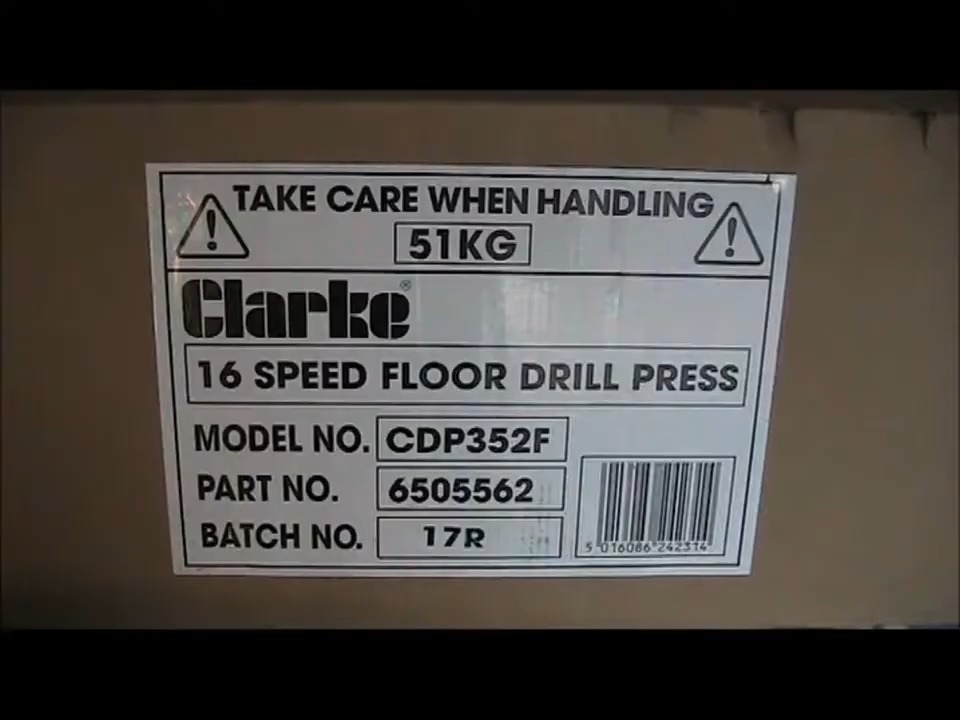 TAKE CARE WHEN HANDLING
51KG
Clarke®
16 SPEED FLOOR DRILL PRESS
MODEL NO. CDP352F
PART NO. 6505562
BATCH NO. 17R
5 016086 242314